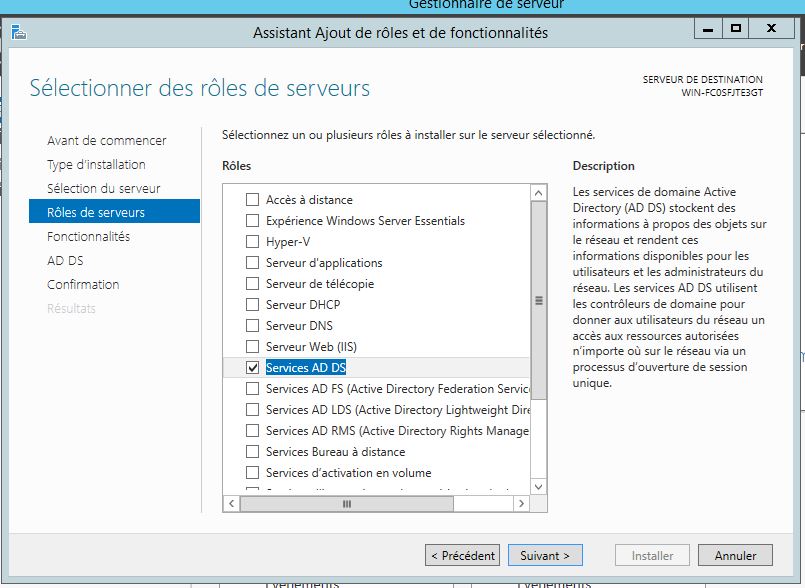 Gestionnaire de serveur
Assistant Ajout de rôles et de fonctionnalités
Sélectionner des rôles de serveurs
SERVEUR DE DESTINATION
WIN-FC0SFJTE3GT
Avant de commencer
Type d'installation
Sélection du serveur
Rôles de serveurs
Fonctionnalités
AD DS
Confirmation
Résultats
Sélectionnez un ou plusieurs rôles à installer sur le serveur sélectionné.
Rôles
Accès à distance
Expérience Windows Server Essentials
Hyper-V
Serveur d'applications
Serveur de télécopie
Serveur DHCP
Serveur DNS
Serveur Web (IIS)
Services AD DS
Services AD FS (Active Directory Federation Servic
Services AD LDS (Active Directory Lightweight Dire
Services AD RMS (Active Directory Rights Manage
Services Bureau à distance
Services d'activation en volume
Description
Les services de domaine Active
Directory (AD DS) stockent des
informations à propos des objets sur
le réseau et rendent ces
informations disponibles pour les
utilisateurs et les administrateurs du
réseau. Les services AD DS utilisent
les contrôleurs de domaine pour
donner aux utilisateurs du réseau un
accès aux ressources autorisées
n'importe où sur le réseau via un
processus d'ouverture de session
unique.
< Précédent
Suivant >
Installer
Annuler